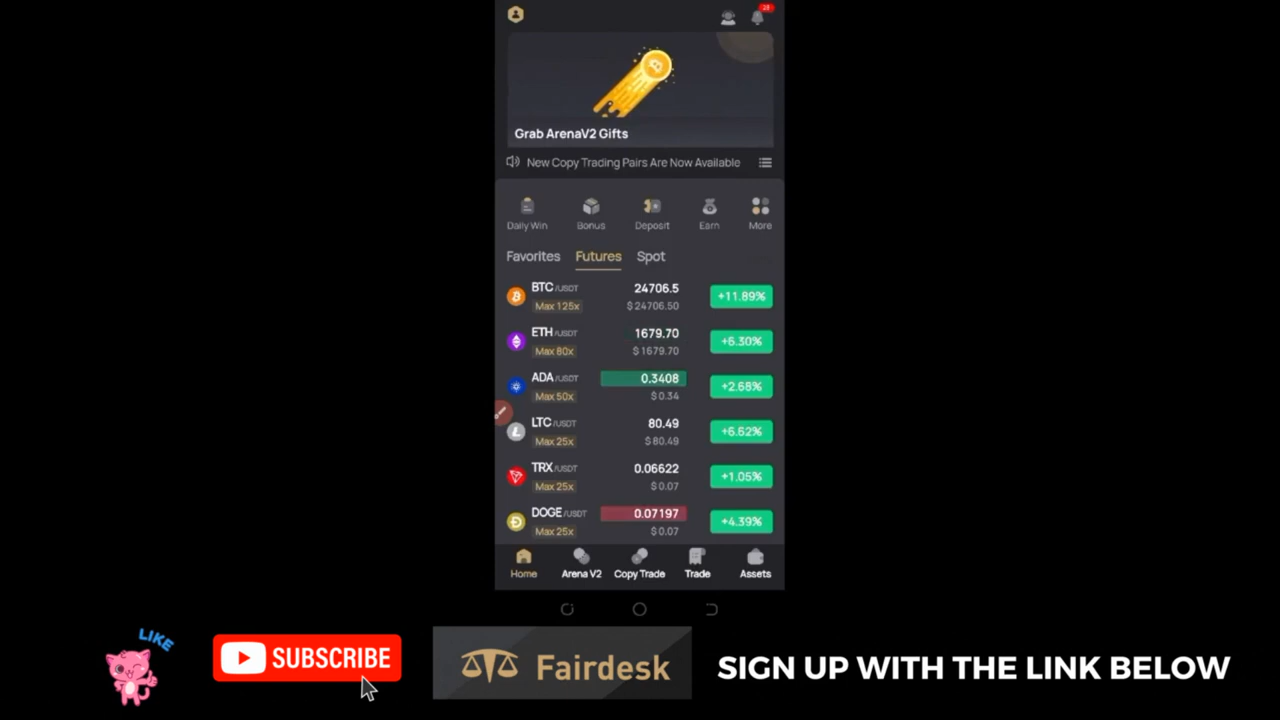 28
Grab ArenaV2 Gifts
New Copy Trading Pairs Are Now Available
Daily Win Bonus Deposit Earn More
Favorites Futures Spot
BTC /USDT 24706.5 +11.89%
Max 125x $ 24706.50
ETH /USDT 1679.70 +6.30%
Max 80x $ 1679.70
ADA /USDT 0.3408 +2.68%
Max 50x $ 0.34
LTC /USDT 80.49 +6.62%
Max 25x $ 80.49
TRX /USDT 0.06622 +1.05%
Max 25x $ 0.07
DOGE /USDT 0.07197 +4.39%
Max 25x $ 0.07
Home Arena V2 Copy Trade Trade Assets
LIKE
SUBSCRIBE
Fairdesk
SIGN UP WITH THE LINK BELOW